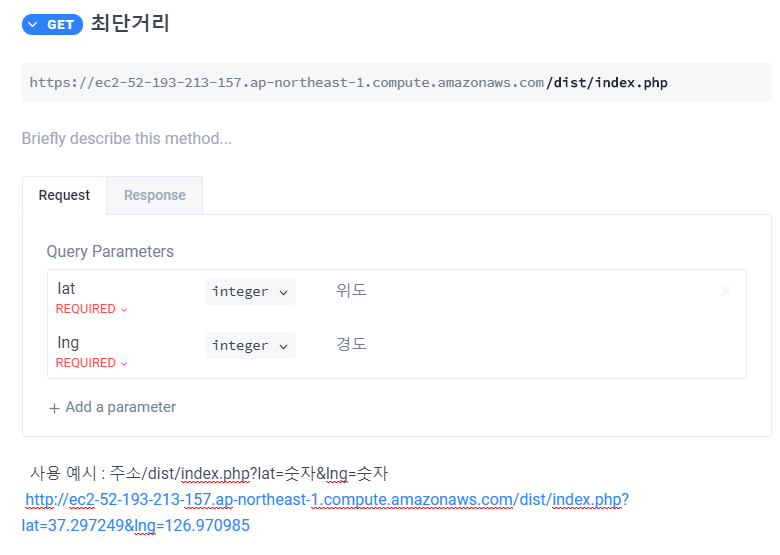 GET 최단거리
https://ec2-52-193-213-157.ap-northeast-1.compute.amazonaws.com/dist/index.php
Briefly describe this method...
Request Response
Query Parameters
lat integer 위도
REQUIRED
lng integer 경도
REQUIRED
+ Add a parameter
사용 예시 : 주소/dist/index.php?lat=숫자&lng=숫자
http://ec2-52-193-213-157.ap-northeast-1.compute.amazonaws.com/dist/index.php?
lat=37.297249&lng=126.970985